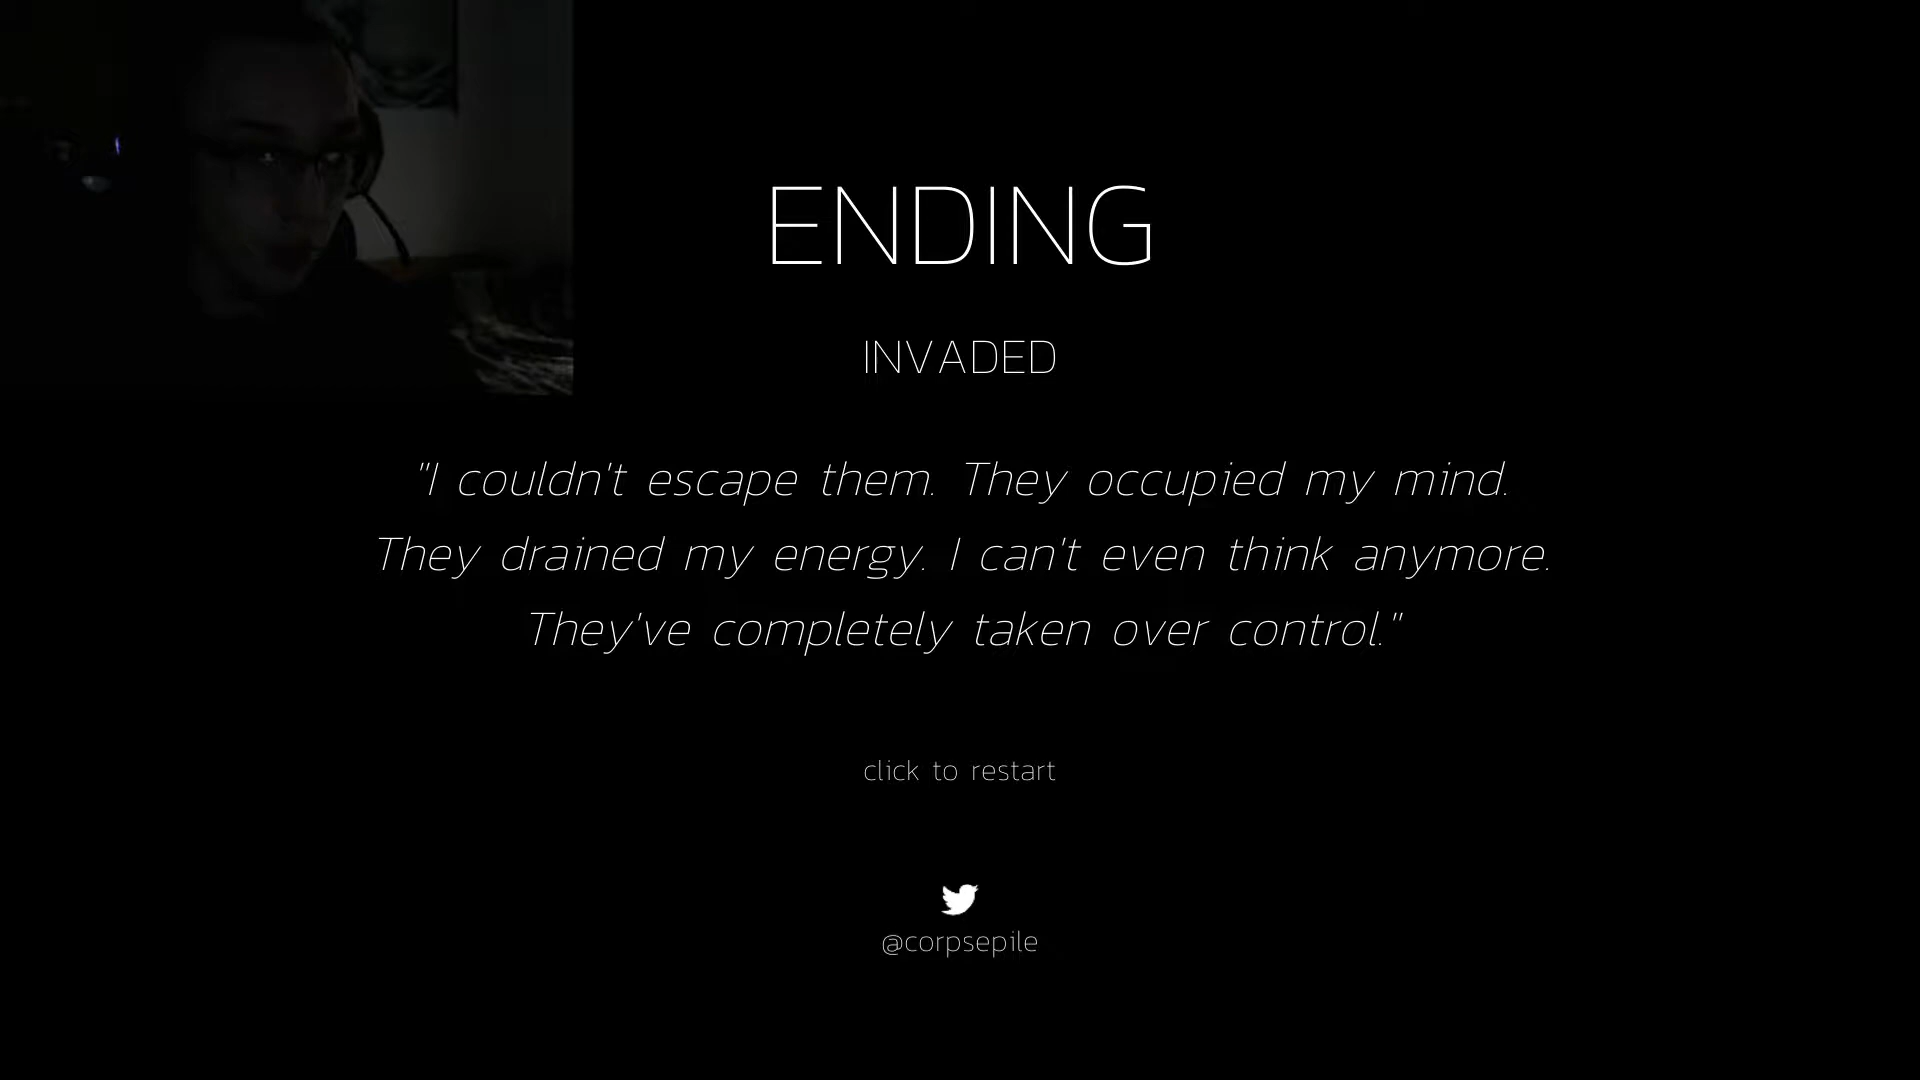 ENDING
INVADED
"I couldn't escape them. They occupied my mind.
They drained my energy. I can't even think anymore.
They've completely taken over control."
click to restart
@corpsepile